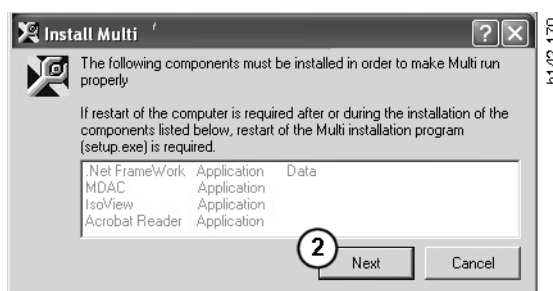 Install Multi
The following components must be installed in order to make Multi run
properly
If restart of the computer is required after or during the installation of the
components listed below, restart of the Multi installation program
(setup.exe) is required.
.Net FrameWork Application Data
MDAC Application
IsoView Application
Acrobat Reader Application
2
Next Cancel